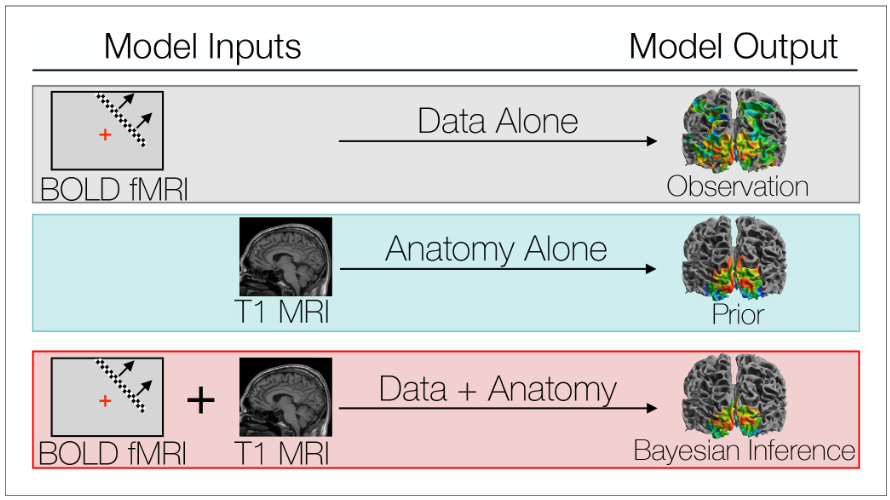 Model Inputs
Model Output
Data Alone
BOLD fMRI
Observation
Anatomy Alone
T1 MRI
Prior
+
Data + Anatomy
BOLD fMRI
T1 MRI
Bayesian Inference